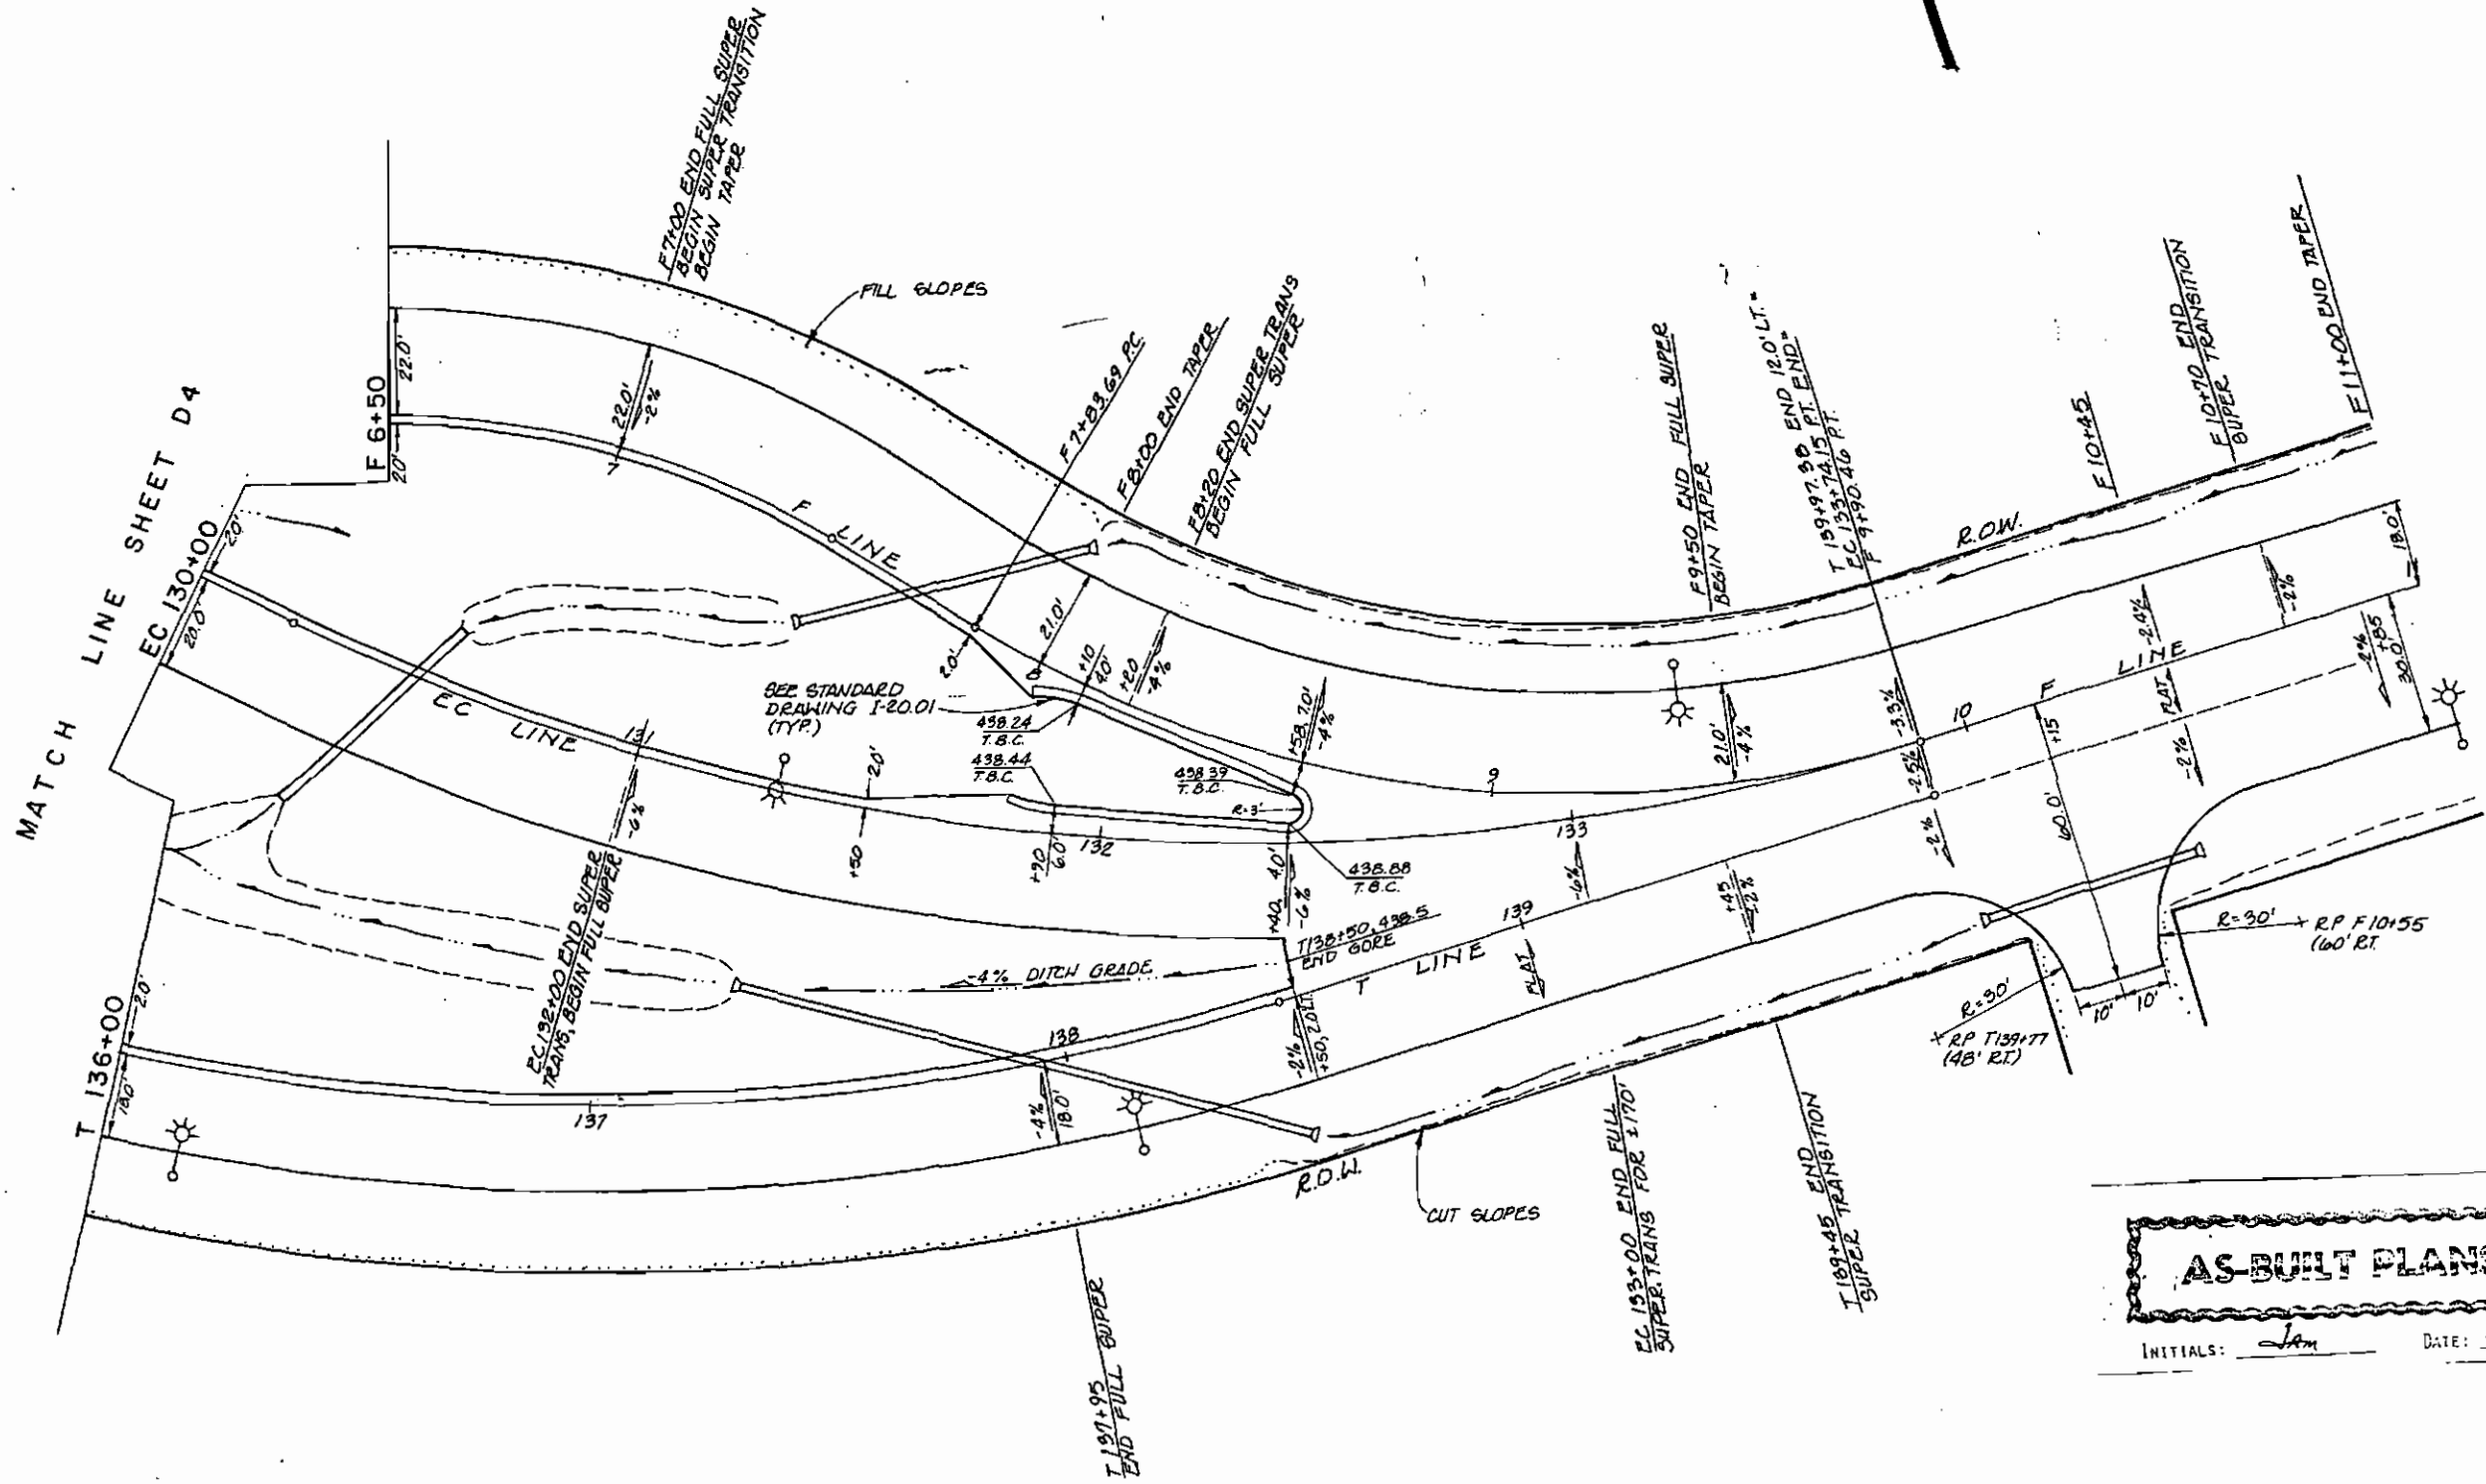 MATCH LINE SHEET D4
F 6+50
22.0'
20'
EC 130+00
2.0'
20.0'
T 136+00
2.0'
18.0'
F 7+00 END FULL SUPER
BEGIN SUPER TRANSITION
BEGIN TAPER
FILL SLOPES
22.0'
-2%
7
F LINE
F 7+83.69 P.C.
F 8+00 END TAPER
F 8+20 END SUPER TRANS
BEGIN FULL SUPER
2.0'
21.0'
+10
4.0'
+20
-4%
SEE STANDARD
DRAWING I-20.01
(TYP.)
438.24
T.B.C.
438.44
T.B.C.
438.39
T.B.C.
R=3'
+58 7.0'
-4%
9
EC LINE
131
-6%
2.0'
+50
+90
6.0'
132
+40 4.0'
-6%
438.88
T.B.C.
133
-6%
EC 132+00 END SUPER
TRANS, BEGIN FULL SUPER
-4% DITCH GRADE
T138+50, 438.5
END GORE
137
138
-4%
18.0'
-2%
+50, 2.0 LT.
T LINE
139
FLAT
+45
-2%
F 9+50 END FULL SUPER
BEGIN TAPER
21.0'
-4%
T 139+97.38 END 12.0' LT.=
EC 133+74.15 P.T. END=
F 9+90.46 P.T.
-3.3%
-2.5%
-2%
10
F LINE
F 10+45
F 10+70 END
SUPER TRANSITION
F 11+00 END TAPER
R.O.W.
-2.4%
FLAT
-2%
-2%
18.0'
-2%
+85
30.0'
+15
60.0'
R=30'
RP F 10+55
(60' RT.
10'
10'
R=30'
RP T139+77
(48' RT.)
R.O.W.
CUT SLOPES
T 137+95
END FULL SUPER
EC 133+00 END FULL
SUPER. TRANS FOR ±170'
T 139+45 END
SUPER TRANSITION
AS-BUILT PLANS
INITIALS:
DATE: